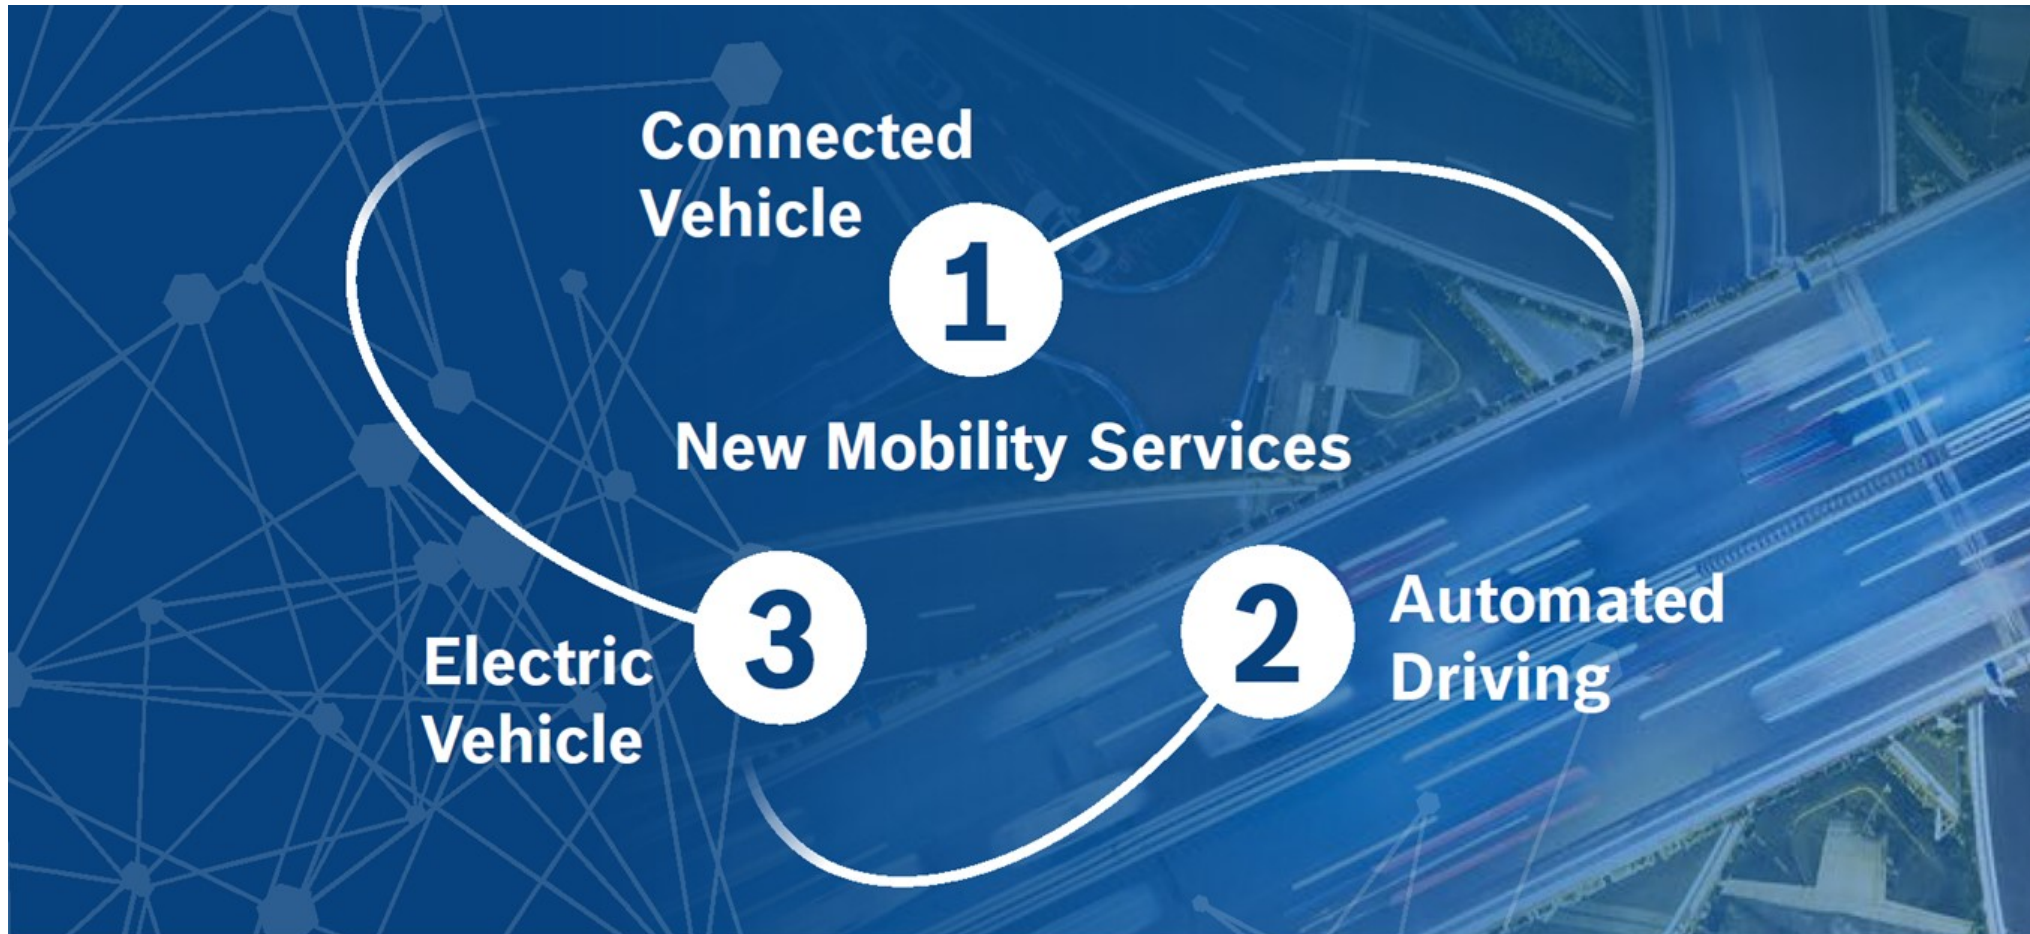 Connected
Vehicle
1
New Mobility Services
3
2
Automated
Driving
Electric
Vehicle